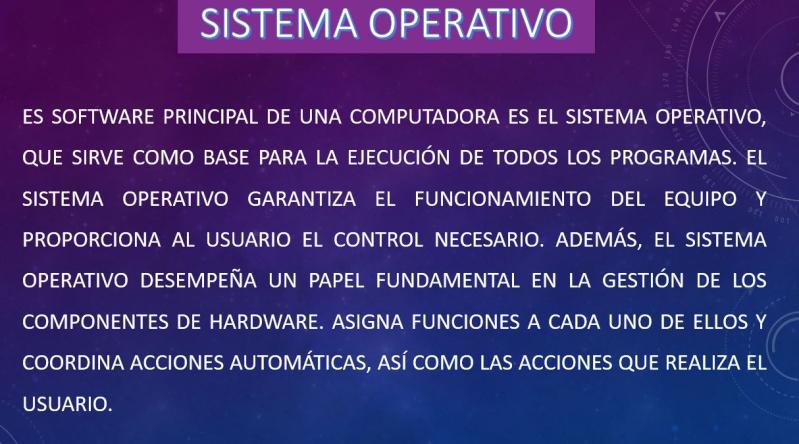 SISTEMA OPERATIVO
ES SOFTWARE PRINCIPAL DE UNA COMPUTADORA ES EL SISTEMA OPERATIVO,
QUE SIRVE COMO BASE PARA LA EJECUCIÓN DE TODOS LOS PROGRAMAS. EL
SISTEMA OPERATIVO GARANTIZA EL FUNCIONAMIENTO DEL EQUIPO Y
PROPORCIONA AL USUARIO EL CONTROL NECESARIO. ADEMÁS, EL SISTEMA
OPERATIVO DESEMPEÑA UN PAPEL FUNDAMENTAL EN LA GESTIÓN DE LOS
COMPONENTES DE HARDWARE. ASIGNA FUNCIONES A CADA UNO DE ELLOS Y
COORDINA ACCIONES AUTOMÁTICAS, ASÍ COMO LAS ACCIONES QUE REALIZA EL
USUARIO.